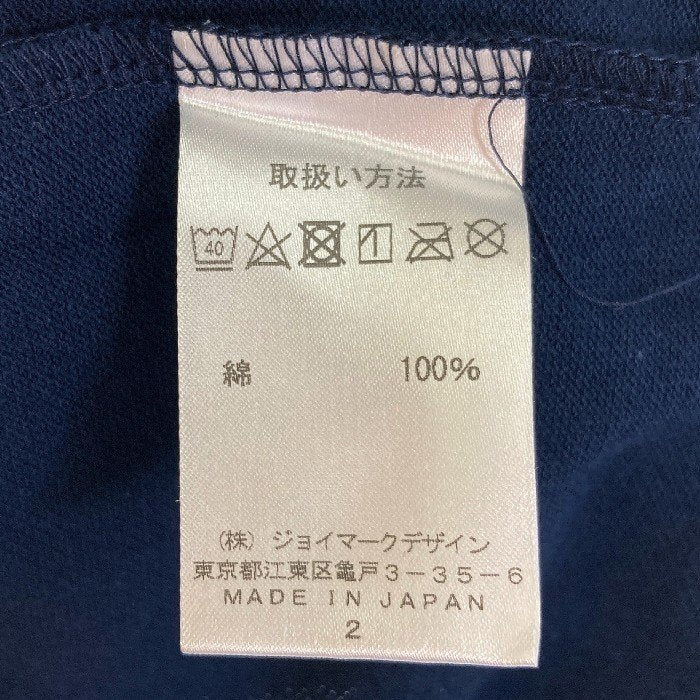 取扱い方法
40
綿 100%
(株) ジョイマークデザイン
東京都江東区亀戸3-35-6
MADE IN JAPAN
2